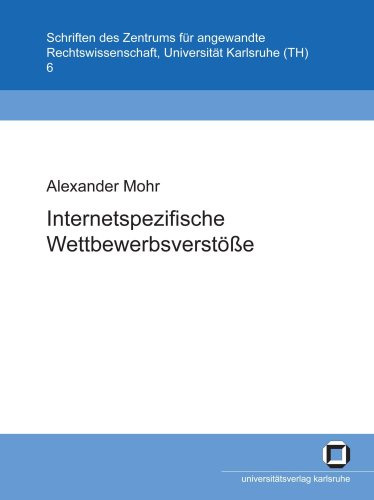 Schriften des Zentrums für angewandte
Rechtswissenschaft, Universität Karlsruhe (TH)
6
Alexander Mohr
Internetspezifische
Wettbewerbsverstöße
universitätsverlag karlsruhe